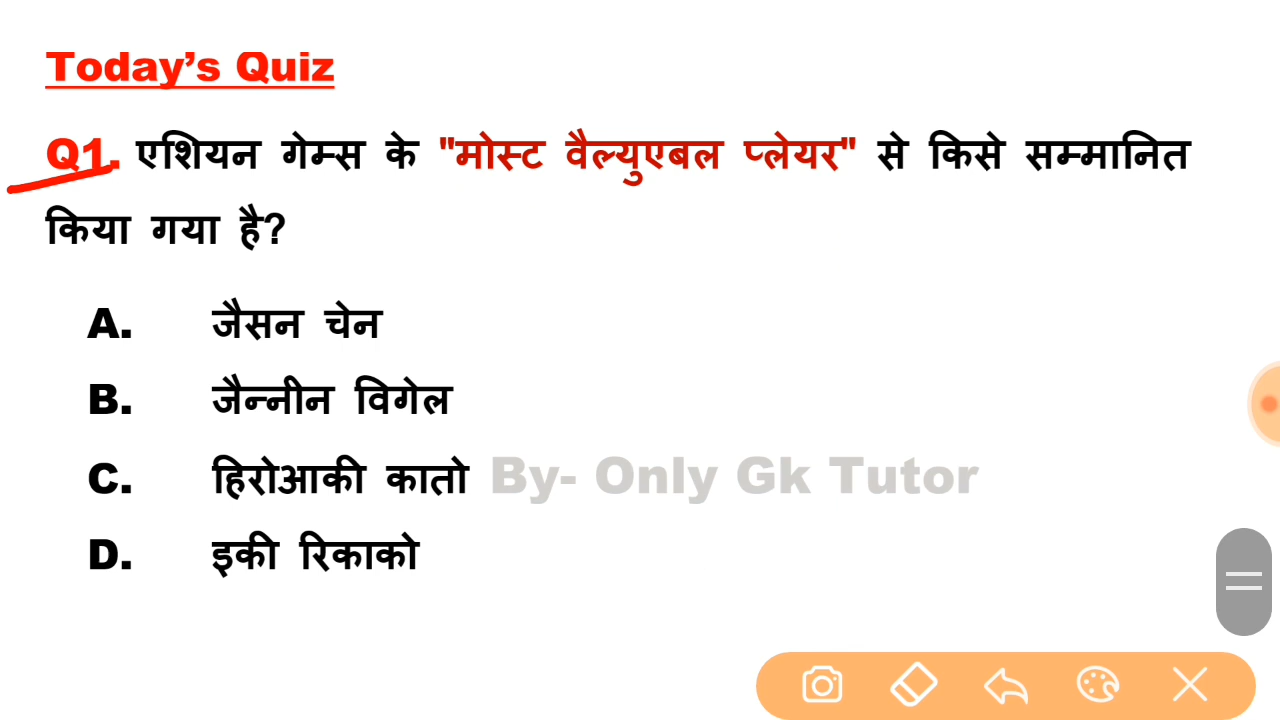 Today’s Quiz
Q1. एशियन गेम्स के "मोस्ट वैल्युएबल प्लेयर" से किसे सम्मानित
किया गया है?
A. जैसन चेन
B. जैन्नीन विगेल
C. हिरोआकी कातो By- Only Gk Tutor
D. इकी रिकाको